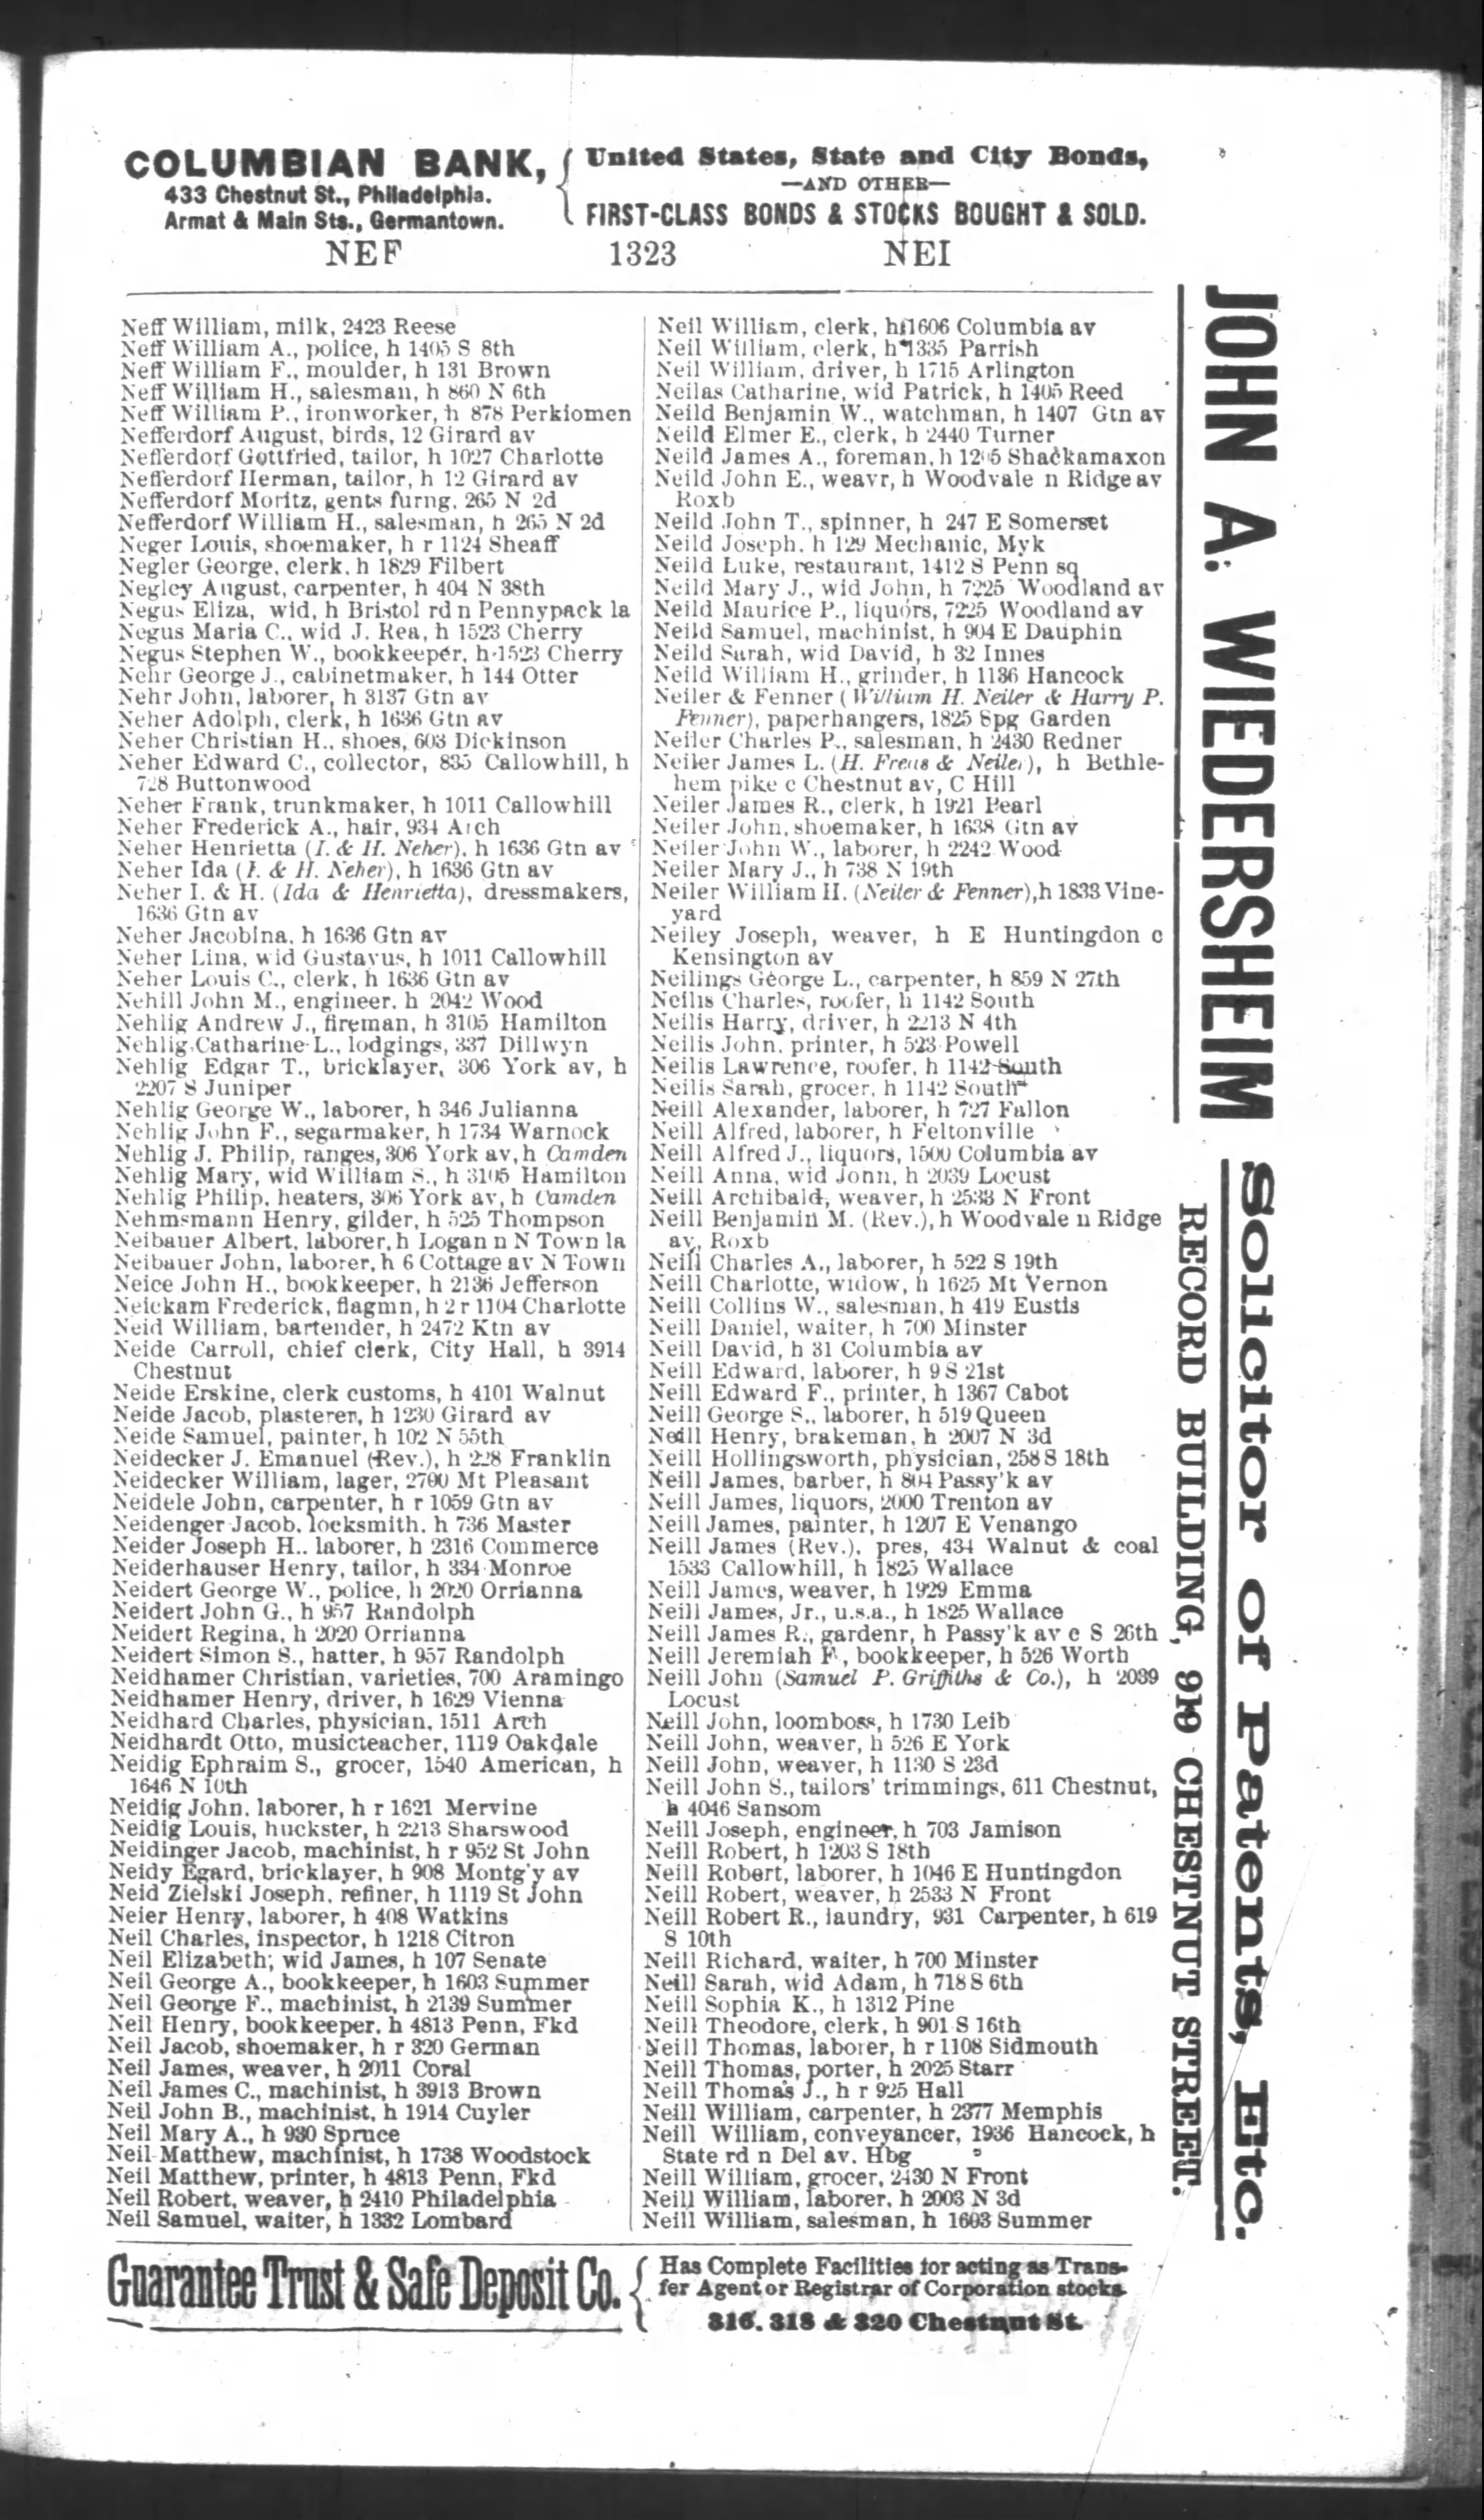 COLUMBIAN BANK,
433 Chestnut St., Philadelphia.
Armat & Main Sts., Germantown.
United States, State and City Bonds,
—AND OTHER—
FIRST-CLASS BONDS & STOCKS BOUGHT & SOLD.
NEF 1323 NEI
Neff William, milk, 2423 Reese
Neff William A., police, h 1405 S 8th
Neff William F., moulder, h 131 Brown
Neff William H., salesman, h 860 N 6th
Neff William P., ironworker, h 878 Perkiomen
Nefferdorf August, birds, 12 Girard av
Nefferdorf Gottfried, tailor, h 1027 Charlotte
Nefferdorf Herman, tailor, h 12 Girard av
Nefferdorf Moritz, gents furng, 265 N 2d
Nefferdorf William H., salesman, h 265 N 2d
Neger Louis, shoemaker, h r 1124 Sheaff
Negler George, clerk, h 1829 Filbert
Negley August, carpenter, h 404 N 38th
Negus Eliza, wid, h Bristol rd n Pennypack la
Negus Maria C., wid J. Rea, h 1523 Cherry
Negus Stephen W., bookkeeper, h 1523 Cherry
Nehr George J., cabinetmaker, h 144 Otter
Nehr John, laborer, h 3137 Gtn av
Neher Adolph, clerk, h 1636 Gtn av
Neher Christian H., shoes, 603 Dickinson
Neher Edward C., collector, 835 Callowhill, h
728 Buttonwood
Neher Frank, trunkmaker, h 1011 Callowhill
Neher Frederick A., hair, 934 Arch
Neher Henrietta (I. & H. Neher), h 1636 Gtn av
Neher Ida (I. & H. Neher), h 1636 Gtn av
Neher I. & H. (Ida & Henrietta), dressmakers,
1636 Gtn av
Neher Jacobina, h 1636 Gtn av
Neher Lina, wid Gustavus, h 1011 Callowhill
Neher Louis C., clerk, h 1636 Gtn av
Nehill John M., engineer, h 2042 Wood
Nehlig Andrew J., fireman, h 3105 Hamilton
Nehlig Catharine L., lodgings, 337 Dillwyn
Nehlig Edgar T., bricklayer, 306 York av, h
2207 S Juniper
Nehlig George W., laborer, h 346 Julianna
Nehlig John F., segarmaker, h 1734 Warnock
Nehlig J. Philip, ranges, 306 York av, h Camden
Nehlig Mary, wid William S., h 3105 Hamilton
Nehlig Philip, heaters, 306 York av, h Camden
Nehmsmann Henry, gilder, h 525 Thompson
Neibauer Albert, laborer, h Logan n N Town la
Neibauer John, laborer, h 6 Cottage av N Town
Neice John H., bookkeeper, h 2136 Jefferson
Neickam Frederick, flagmn, h 2 r 1104 Charlotte
Neid William, bartender, h 2472 Ktn av
Neide Carroll, chief clerk, City Hall, h 3914
Chestnut
Neide Erskine, clerk customs, h 4101 Walnut
Neide Jacob, plasterer, h 1230 Girard av
Neide Samuel, painter, h 102 N 55th
Neidecker J. Emanuel (Rev.), h 228 Franklin
Neidecker William, lager, 2700 Mt Pleasant
Neidele John, carpenter, h r 1059 Gtn av
Neidenger Jacob, locksmith, h 736 Master
Neider Joseph H., laborer, h 2316 Commerce
Neiderhauser Henry, tailor, h 334 Monroe
Neidert George W., police, h 2020 Orrianna
Neidert John G., h 957 Randolph
Neidert Regina, h 2020 Orrianna
Neidert Simon S., hatter, h 957 Randolph
Neidhamer Christian, varieties, 700 Aramingo
Neidhamer Henry, driver, h 1629 Vienna
Neidhard Charles, physician, 1511 Arch
Neidhardt Otto, musicteacher, 1119 Oakdale
Neidig Ephraim S., grocer, 1540 American, h
1646 N 10th
Neidig John, laborer, h r 1621 Mervine
Neidig Louis, huckster, h 2213 Sharswood
Neidinger Jacob, machinist, h r 952 St John
Neidy Egard, bricklayer, h 908 Montg'y av
Neid Zielski Joseph, refiner, h 1119 St John
Neier Henry, laborer, h 408 Watkins
Neil Charles, inspector, h 1218 Citron
Neil Elizabeth, wid James, h 107 Senate
Neil George A., bookkeeper, h 1603 Summer
Neil George F., machinist, h 2139 Summer
Neil Henry, bookkeeper, h 4813 Penn, Fkd
Neil Jacob, shoemaker, h r 320 German
Neil James, weaver, h 2011 Coral
Neil James C., machinist, h 3913 Brown
Neil John B., machinist, h 1914 Cuyler
Neil Mary A., h 930 Spruce
Neil Matthew, machinist, h 1738 Woodstock
Neil Matthew, printer, h 4813 Penn, Fkd
Neil Robert, weaver, h 2410 Philadelphia
Neil Samuel, waiter, h 1332 Lombard
Neil William, clerk, h 1606 Columbia av
Neil William, clerk, h 1335 Parrish
Neil William, driver, h 1715 Arlington
Neilas Catharine, wid Patrick, h 1405 Reed
Neild Benjamin W., watchman, h 1407 Gtn av
Neild Elmer E., clerk, h 2440 Turner
Neild James A., foreman, h Shackamaxon
Neild John E., weavr, h Woodvale n Ridge av
Roxb
Neild John T., spinner, h 247 E Somerset
Neild Joseph, h 129 Mechanic, Myk
Neild Luke, restaurant, 1412 S Penn sq
Neild Mary J., wid John, h 7225 Woodland av
Neild Maurice P., liquors, 7225 Woodland av
Neild Samuel, machinist, h 904 E Dauphin
Neild Sarah, wid David, h 32 Innes
Neild William H., grinder, h 1136 Hancock
Neiler & Fenner (William H. Neiler & Harry P.
Fenner), paperhangers, 1825 Spg Garden
Neiler Charles P., salesman, h 2430 Redner
Neiler James L. (H. Freas & Neiler), h Bethle-
hem pike c Chestnut av, C Hill
Neiler James R., clerk, h 1921 Pearl
Neiler John, shoemaker, h 1638 Gtn av
Neiler John W., laborer, h 2242 Wood
Neiler Mary J., h 738 N 19th
Neiler William H. (Neiler & Fenner), h 1833 Vine-
yard
Neiley Joseph, weaver, h E Huntingdon c
Kensington av
Neilings George L., carpenter, h 859 N 27th
Neilis Charles, roofer, h 1142 South
Neilis Harry, driver, h 2213 N 4th
Neilis John, printer, h 523 Powell
Neilis Lawrence, roofer, h 1142 South
Neilis Sarah, grocer, h 1142 South
Neill Alexander, laborer, h 727 Fallon
Neill Alfred, laborer, h Feltonville
Neill Alfred J., liquors, 1500 Columbia av
Neill Anna, wid John, h 2039 Locust
Neill Archibald, weaver, h 2533 N Front
Neill Benjamin M. (Rev.), h Woodvale n Ridge
av, Roxb
Neill Charles A., laborer, h 522 S 19th
Neill Charlotte, widow, h 1625 Mt Vernon
Neill Collins W., salesman, h 419 Eustis
Neill Daniel, waiter, h 700 Minster
Neill David, h 31 Columbia av
Neill Edward, laborer, h 9 S 21st
Neill Edward F., printer, h 1367 Cabot
Neill George S., laborer, h 519 Queen
Neill Henry, brakeman, h 2007 N 3d
Neill Hollingsworth, physician, 258 S 18th
Neill James, barber, h 804 Passy'k av
Neill James, liquors, 2000 Trenton av
Neill James, painter, h 1207 E Venango
Neill James (Rev.), pres, 434 Walnut & coal
1533 Callowhill, h 1825 Wallace
Neill James, weaver, h 1929 Emma
Neill James, Jr., u.s.a., h 1825 Wallace
Neill James R., gardenr, h Passy'k av c S 26th
Neill Jeremiah F., bookkeeper, h 526 Worth
Neill John (Samuel P. Griffiths & Co.), h 2039
Locust
Neill John, loomboss, h 1730 Leib
Neill John, weaver, h 526 E York
Neill John, weaver, h 1130 S 23d
Neill John S., tailors' trimmings, 611 Chestnut,
h 4046 Sansom
Neill Joseph, engineer, h 703 Jamison
Neill Robert, h 1203 S 18th
Neill Robert, laborer, h 1046 E Huntingdon
Neill Robert, weaver, h 2533 N Front
Neill Robert R., laundry, 931 Carpenter, h 619
S 10th
Neill Richard, waiter, h 700 Minster
Neill Sarah, wid Adam, h 718 S 6th
Neill Sophia K., h 1312 Pine
Neill Theodore, clerk, h 901 S 16th
Neill Thomas, laborer, h r 1108 Sidmouth
Neill Thomas, porter, h 2025 Starr
Neill Thomas J., h r 925 Hall
Neill William, carpenter, h 2377 Memphis
Neill William, conveyancer, 1936 Hancock, h
State rd n Del av. Hbg
Neill William, grocer, 2430 N Front
Neill William, laborer, h 2003 N 3d
Neill William, salesman, h 1603 Summer
JOHN A. WIEDERSHEIM Solicitor of Patents, Etc.
RECORD BUILDING, 919 CHESTNUT STREET.
Guarantee Trust & Safe Deposit Co.
Has Complete Facilities for acting as Trans-
fer Agent or Registrar of Corporation stocks.
316, 318 & 320 Chestnut St.